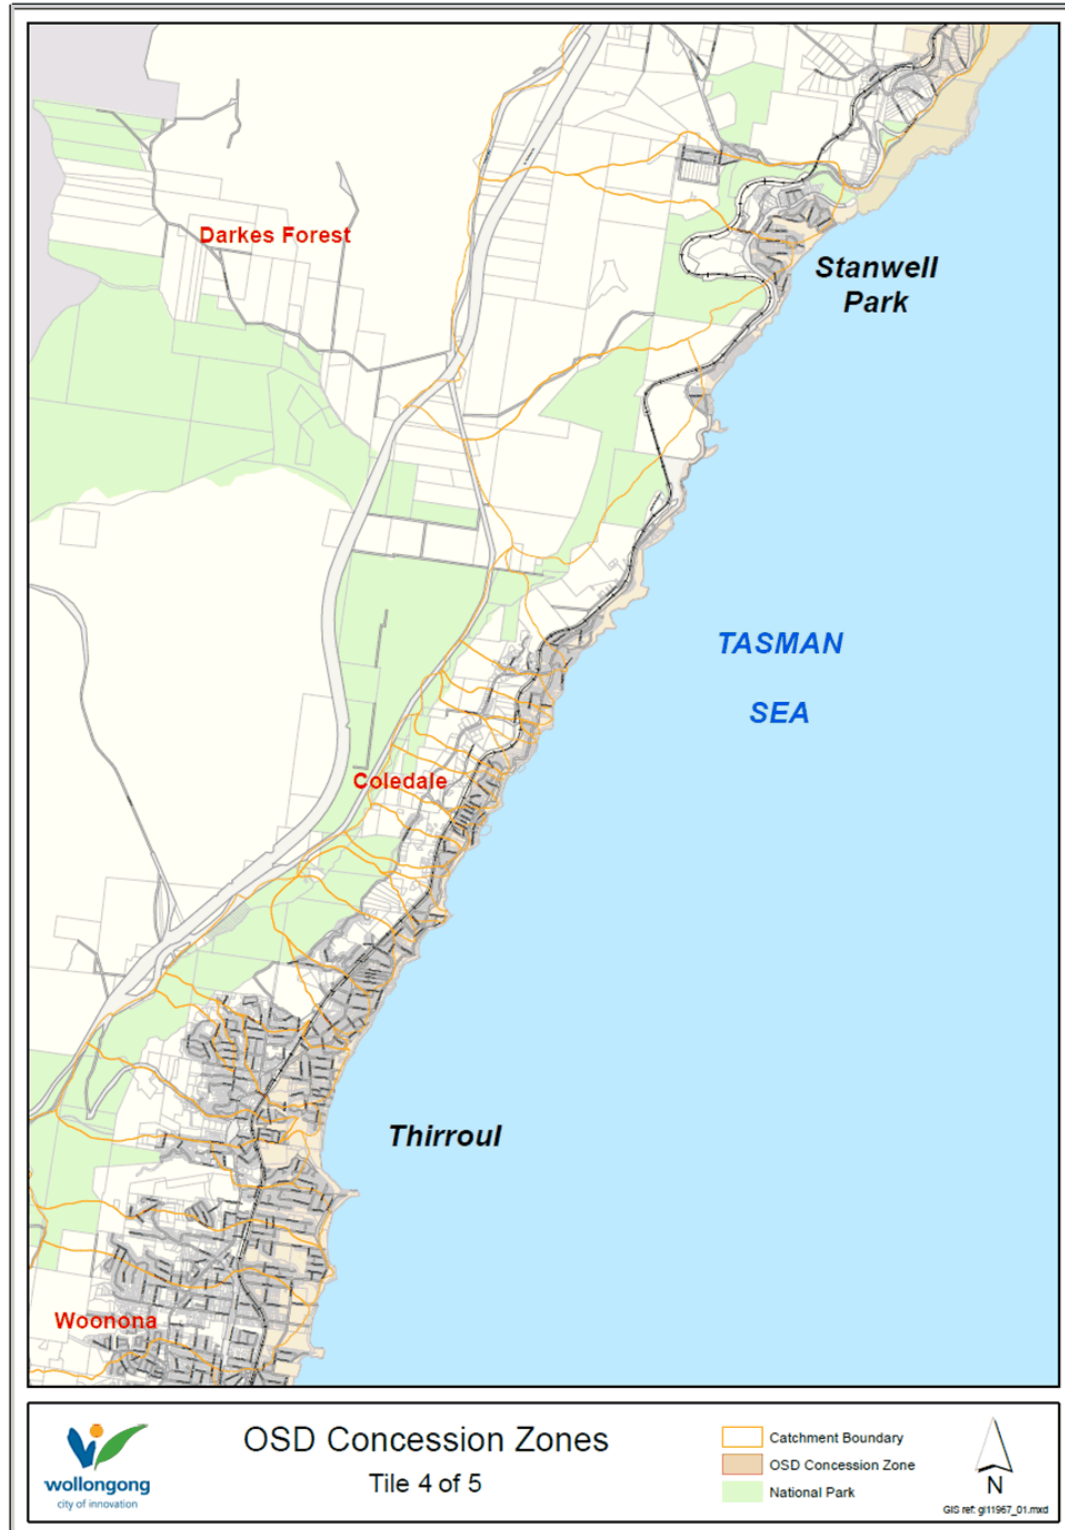 Darkes Forest
Stanwell
Park
TASMAN
SEA
Coledale
Thirroul
Woonona
wollongong
city of innovation
OSD Concession Zones
Tile 4 of 5
Catchment Boundary
OSD Concession Zone
National Park
N
GIS ref: gl11967_01.mxd